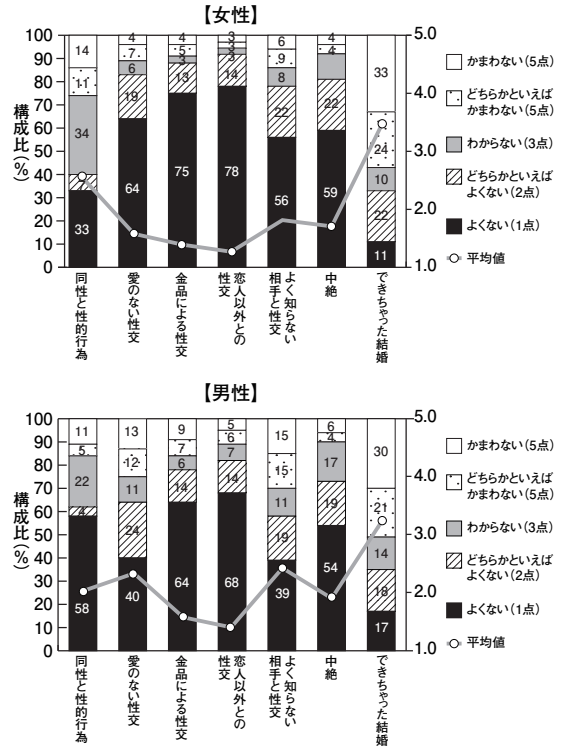 【女性】
構成比(%)
100
90
80
70
60
50
40
30
20
10
0
14
11
34
7
33
4
7
6
19
64
4
5
3
13
75
3
3
3
14
78
6
9
8
22
56
4
4
22
59
33
24
10
22
11
5.0
4.0
3.0
2.0
1.0
同性と性的行為
愛のない性交
金品による性交
恋人以外との
性交
よく知らない
相手と性交
中絶
できちゃった結婚
かまわない(5点)
どちらかといえば
かまわない(5点)
わからない(3点)
どちらかといえば
よくない(2点)
よくない(1点)
平均値
【男性】
構成比(%)
100
90
80
70
60
50
40
30
20
10
0
11
5
22
4
58
13
12
11
24
40
9
7
6
14
64
5
6
7
14
68
15
15
11
19
39
6
4
17
19
54
30
21
14
18
17
5.0
4.0
3.0
2.0
1.0
同性と性的行為
愛のない性交
金品による性交
恋人以外との
性交
よく知らない
相手と性交
中絶
できちゃった結婚
かまわない(5点)
どちらかといえば
かまわない(5点)
わからない(3点)
どちらかといえば
よくない(2点)
よくない(1点)
平均値